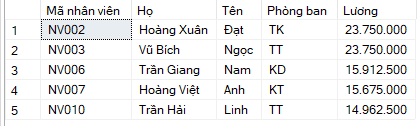 Mã nhân viên Họ Tên Phòng ban Lương
1 NV002 Hoàng Xuân Đạt TK 23.750.000
2 NV003 Vũ Bích Ngọc TT 23.750.000
3 NV006 Trần Giang Nam KD 15.912.500
4 NV007 Hoàng Việt Anh KT 15.675.000
5 NV010 Trần Hải Linh TT 14.962.500